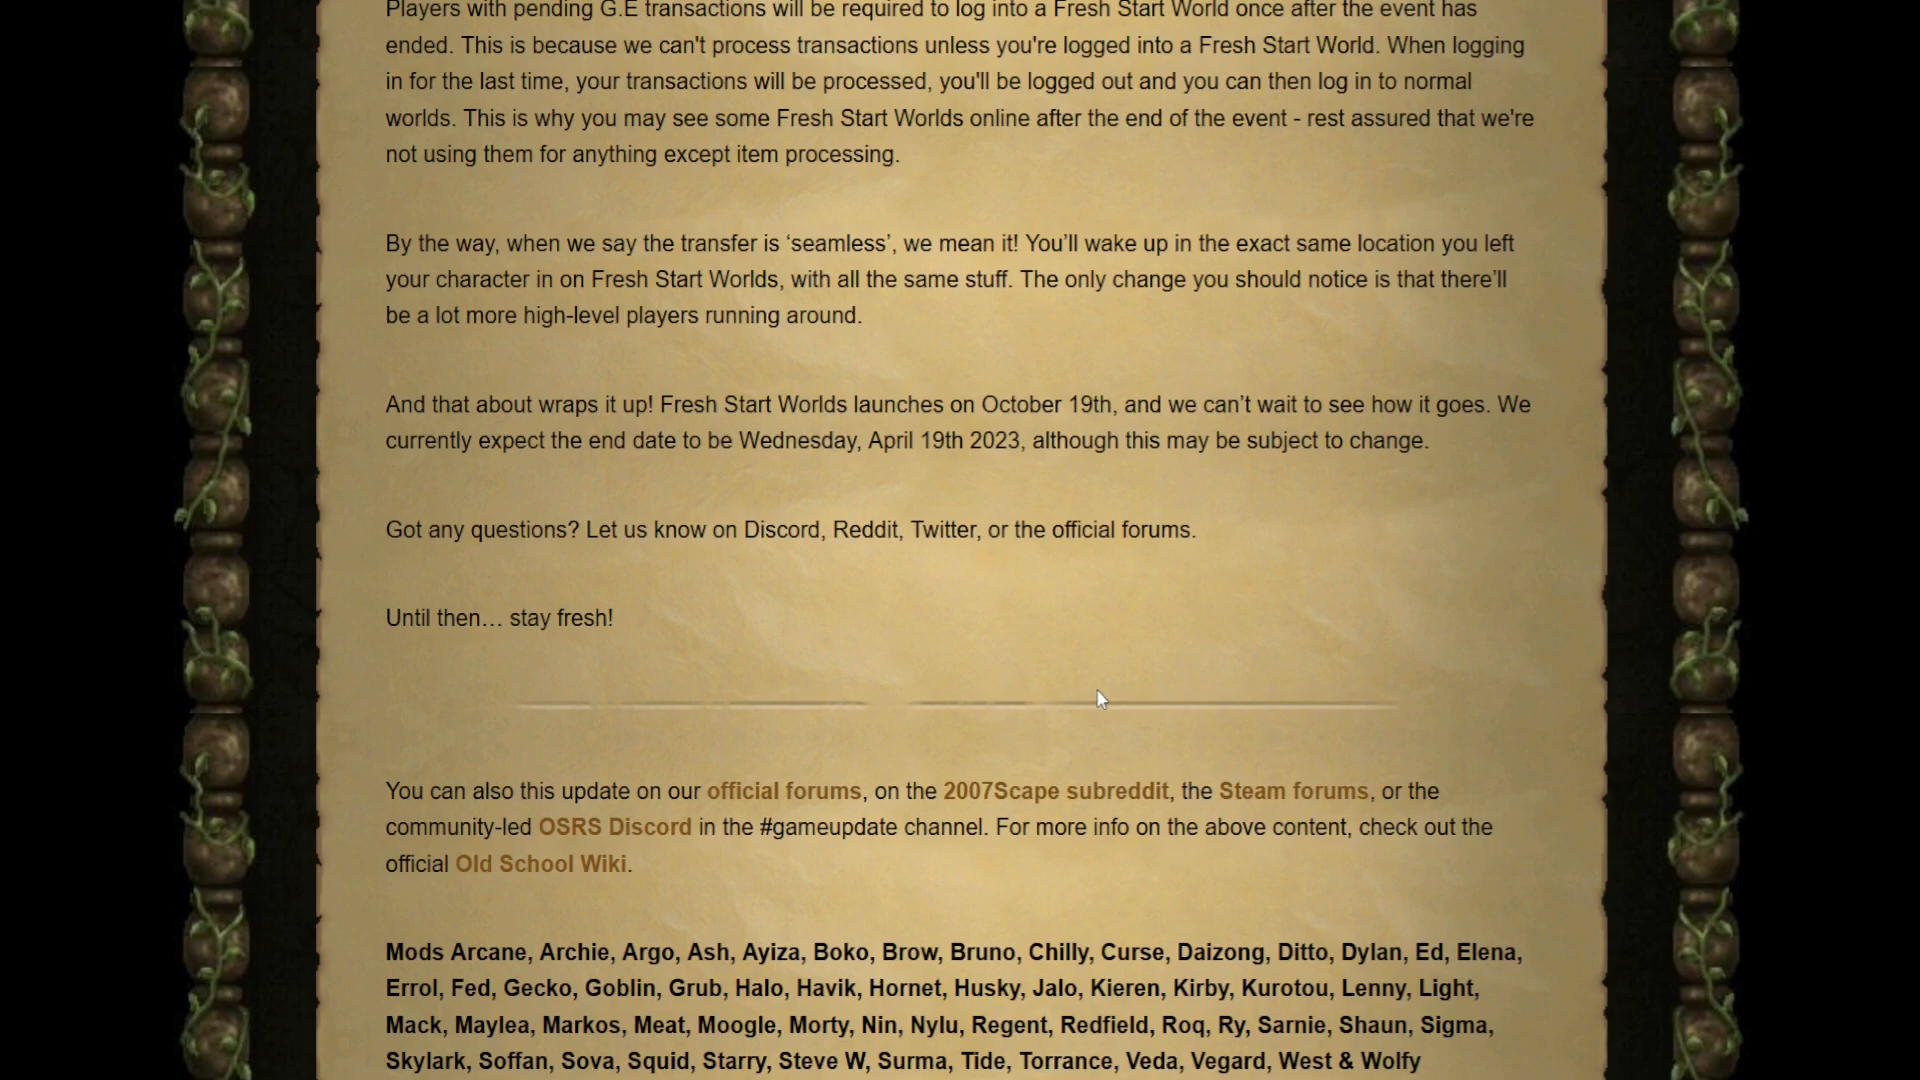 Players with pending G.E transactions will be required to log into a Fresh Start World once after the event has
ended. This is because we can't process transactions unless you're logged into a Fresh Start World. When logging
in for the last time, your transactions will be processed, you'll be logged out and you can then log in to normal
worlds. This is why you may see some Fresh Start Worlds online after the end of the event - rest assured that we're
not using them for anything except item processing.
By the way, when we say the transfer is ‘seamless’, we mean it! You’ll wake up in the exact same location you left
your character in on Fresh Start Worlds, with all the same stuff. The only change you should notice is that there’ll
be a lot more high-level players running around.
And that about wraps it up! Fresh Start Worlds launches on October 19th, and we can’t wait to see how it goes. We
currently expect the end date to be Wednesday, April 19th 2023, although this may be subject to change.
Got any questions? Let us know on Discord, Reddit, Twitter, or the official forums.
Until then… stay fresh!
You can also this update on our official forums, on the 2007Scape subreddit, the Steam forums, or the
community-led OSRS Discord in the #gameupdate channel. For more info on the above content, check out the
official Old School Wiki.
Mods Arcane, Archie, Argo, Ash, Ayiza, Boko, Brow, Bruno, Chilly, Curse, Daizong, Ditto, Dylan, Ed, Elena,
Errol, Fed, Gecko, Goblin, Grub, Halo, Havik, Hornet, Husky, Jalo, Kieren, Kirby, Kurotou, Lenny, Light,
Mack, Maylea, Markos, Meat, Moogle, Morty, Nin, Nylu, Regent, Redfield, Roq, Ry, Sarnie, Shaun, Sigma,
Skylark, Soffan, Sova, Squid, Starry, Steve W, Surma, Tide, Torrance, Veda, Vegard, West & Wolfy